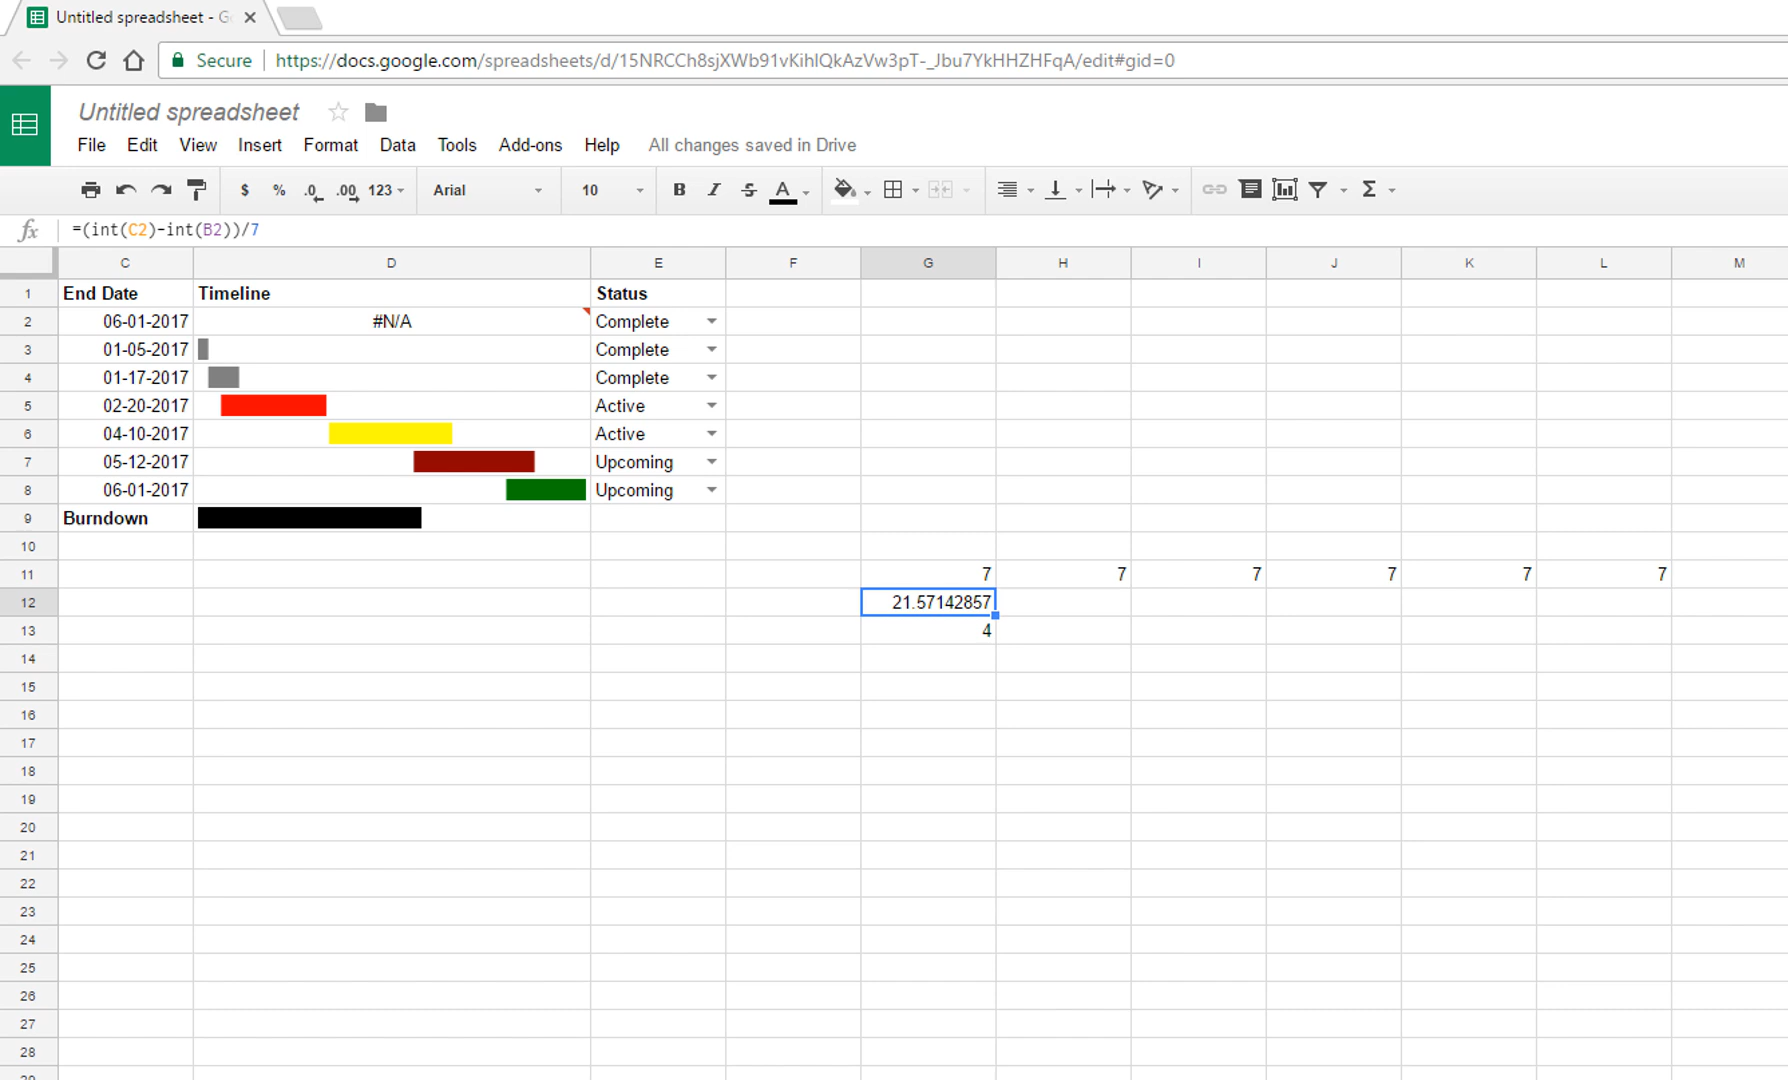 Untitled spreadsheet - G
Secure https://docs.google.com/spreadsheets/d/15NRCCh8sjXWb91vKihlQkAzVw3pT-_Jbu7YkHHZHFqA/edit#gid=0
Untitled spreadsheet
File Edit View Insert Format Data Tools Add-ons Help All changes saved in Drive
$ % .0 .00 123 Arial 10 B I S A Σ
fx =(int(C2)-int(B2))/7
C D E F G H I J K L M
1 End Date Timeline Status
2 06-01-2017 #N/A Complete
3 01-05-2017 Complete
4 01-17-2017 Complete
5 02-20-2017 Active
6 04-10-2017 Active
7 05-12-2017 Upcoming
8 06-01-2017 Upcoming
9 Burndown
10
11 7 7 7 7 7 7
12 21.57142857
13 4
14
15
16
17
18
19
20
21
22
23
24
25
26
27
28